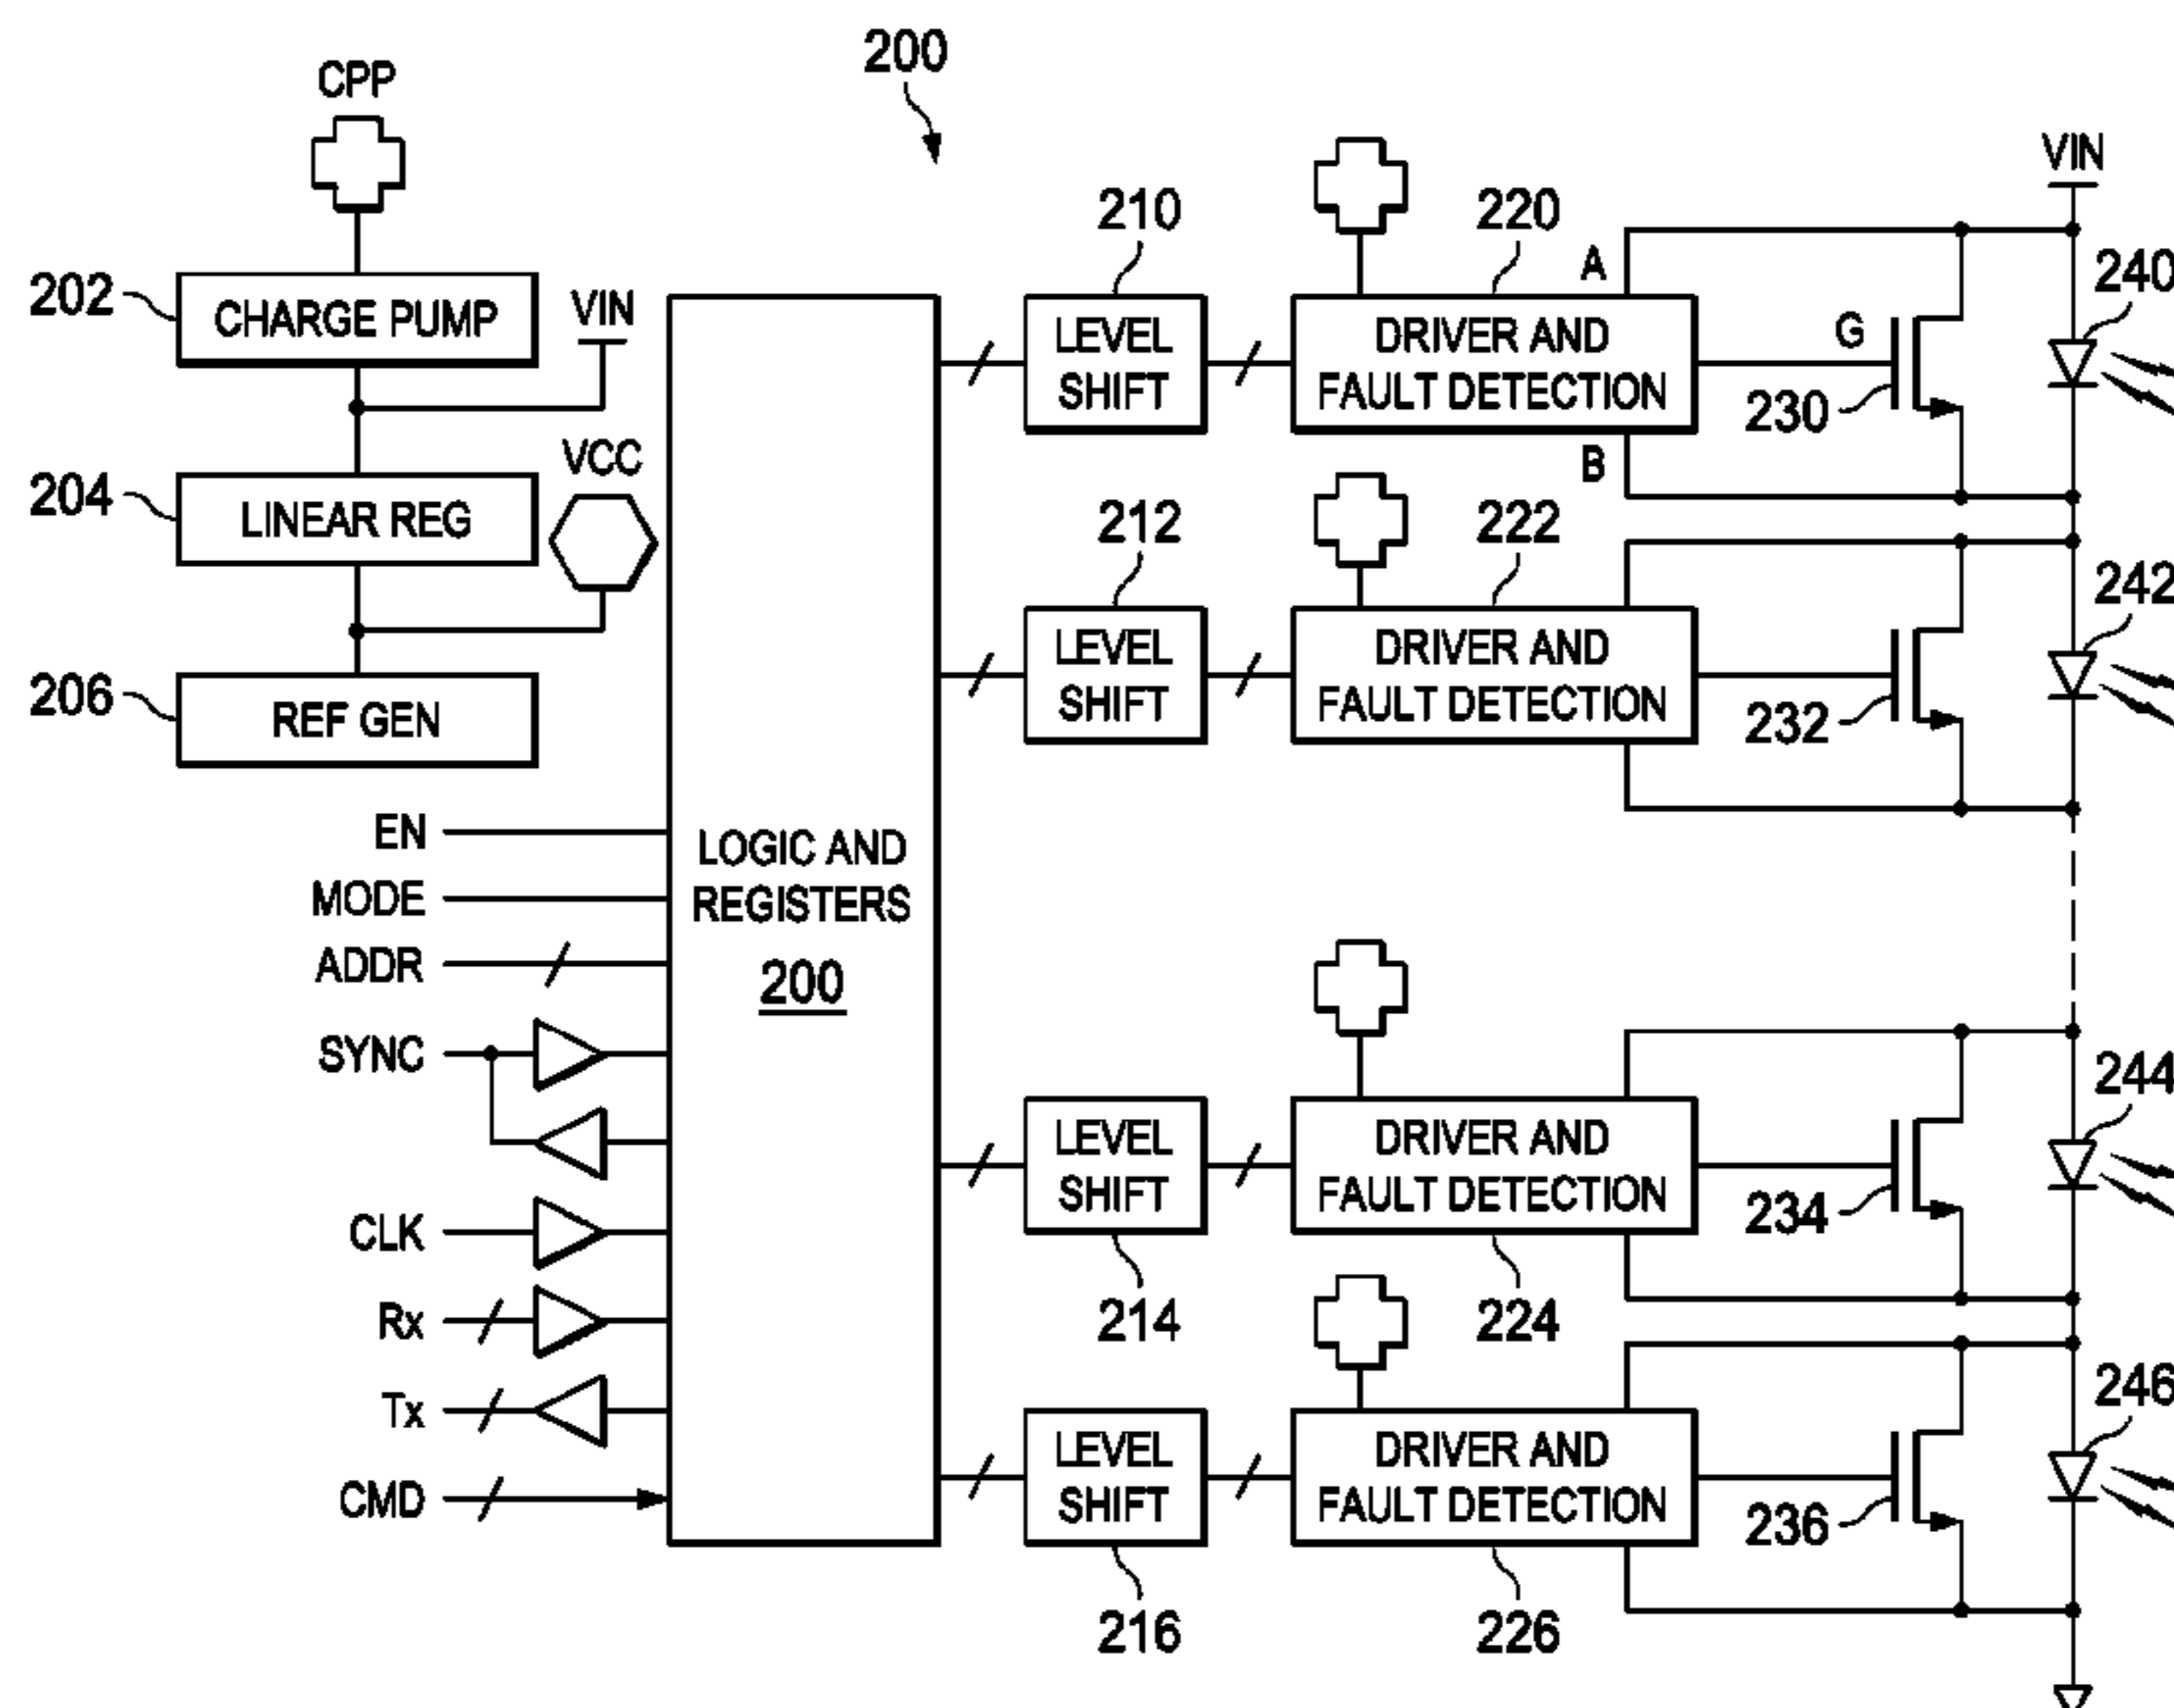 200
CPP
VIN
210
220
A
240
202
CHARGE PUMP
VIN
LEVEL
SHIFT
DRIVER AND
FAULT DETECTION
G
230
VCC
B
204
LINEAR REG
212
222
242
206
REF GEN
LEVEL
SHIFT
DRIVER AND
FAULT DETECTION
232
EN
MODE
ADDR
SYNC
CLK
Rx
Tx
CMD
LOGIC AND
REGISTERS
200
244
LEVEL
SHIFT
DRIVER AND
FAULT DETECTION
234
214
224
246
LEVEL
SHIFT
DRIVER AND
FAULT DETECTION
236
216
226